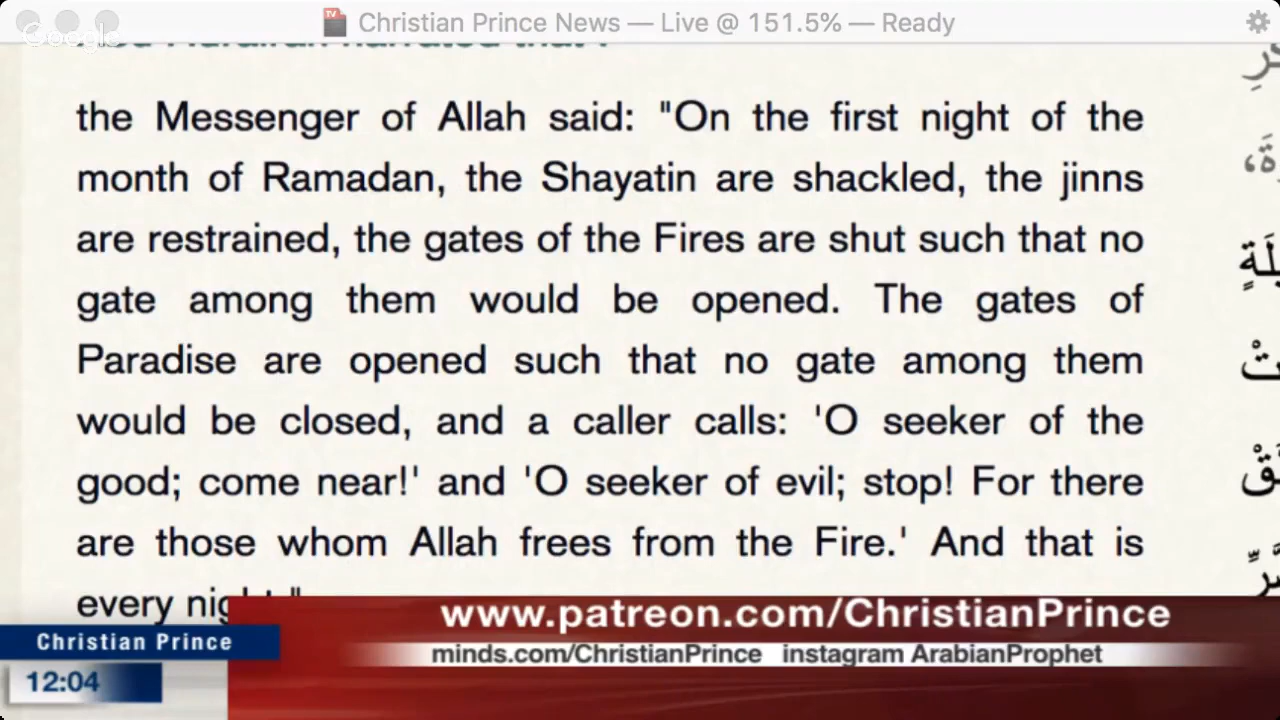 Christian Prince News — Live @ 151.5% — Ready
Google
narrated that :
the Messenger of Allah said: "On the first night of the
month of Ramadan, the Shayatin are shackled, the jinns
are restrained, the gates of the Fires are shut such that no
gate among them would be opened. The gates of
Paradise are opened such that no gate among them
would be closed, and a caller calls: 'O seeker of the
good; come near!' and 'O seeker of evil; stop! For there
are those whom Allah frees from the Fire.' And that is
every
www.patreon.com/ChristianPrince
Christian Prince
minds.com/ChristianPrince instagram ArabianProphet
12:04